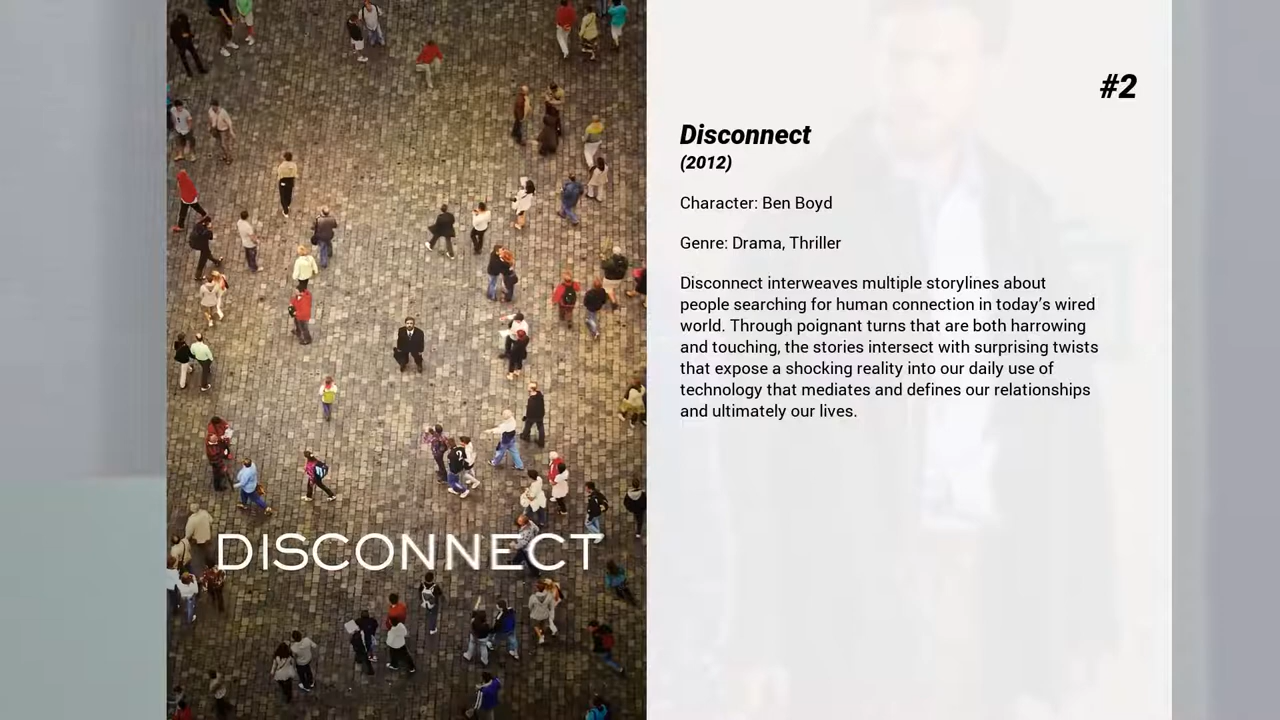 #2
Disconnect
(2012)
Character: Ben Boyd
Genre: Drama, Thriller
Disconnect interweaves multiple storylines about
people searching for human connection in today’s wired
world. Through poignant turns that are both harrowing
and touching, the stories intersect with surprising twists
that expose a shocking reality into our daily use of
technology that mediates and defines our relationships
and ultimately our lives.
DISCONNECT